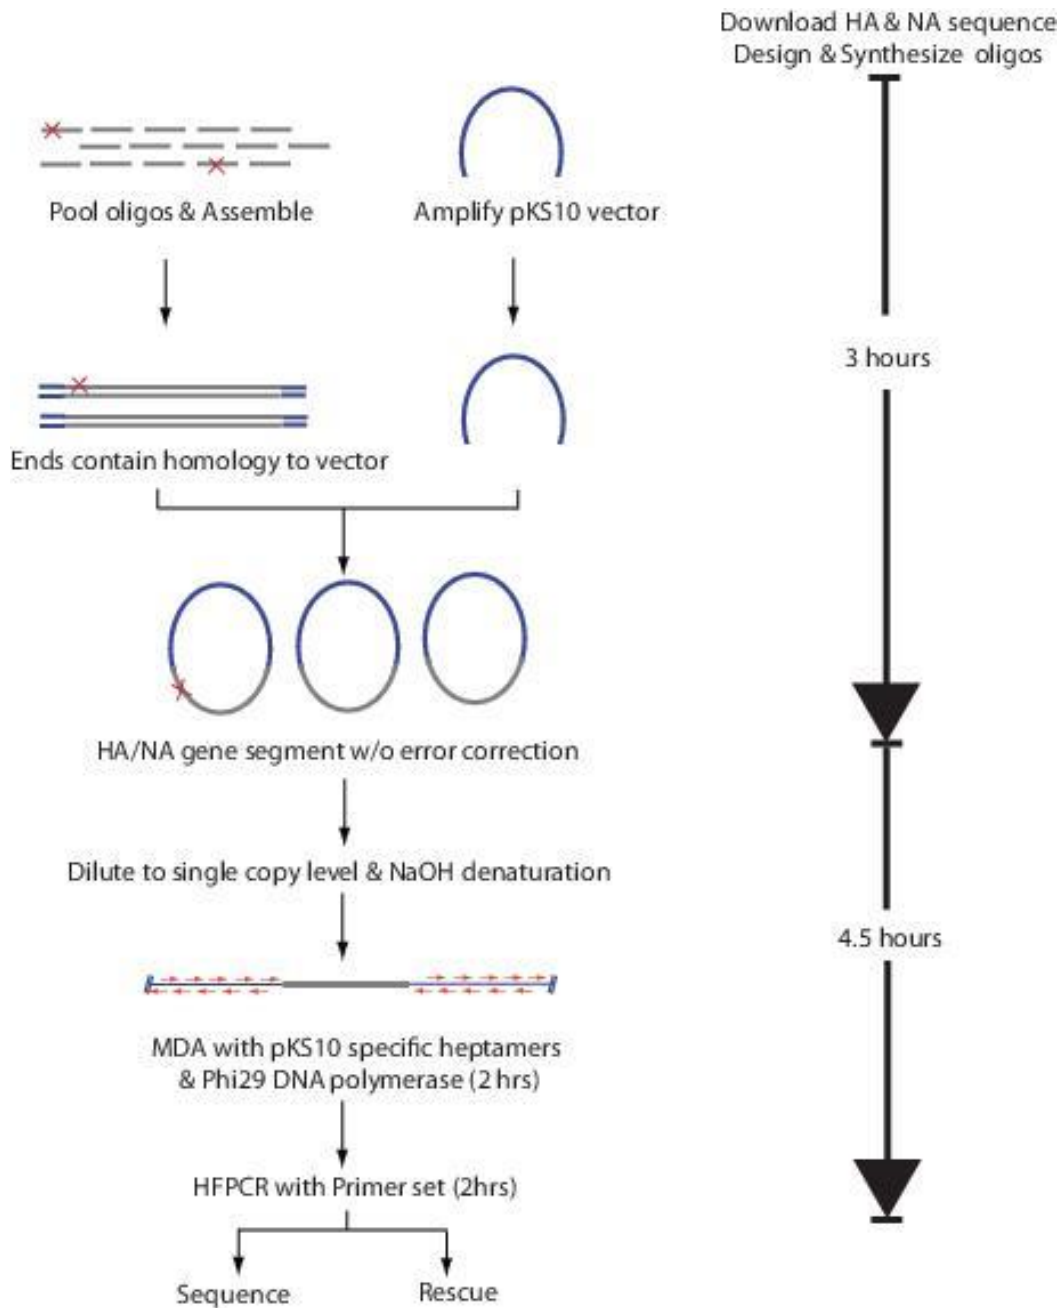 Download HA & NA sequence
Design & Synthesize oligos
Pool oligos & Assemble
Amplify pKS10 vector
3 hours
Ends contain homology to vector
HA/NA gene segment w/o error correction
Dilute to single copy level & NaOH denaturation
4.5 hours
MDA with pKS10 specific heptamers
& Phi29 DNA polymerase (2 hrs)
HFPCR with Primer set (2hrs)
Sequence
Rescue